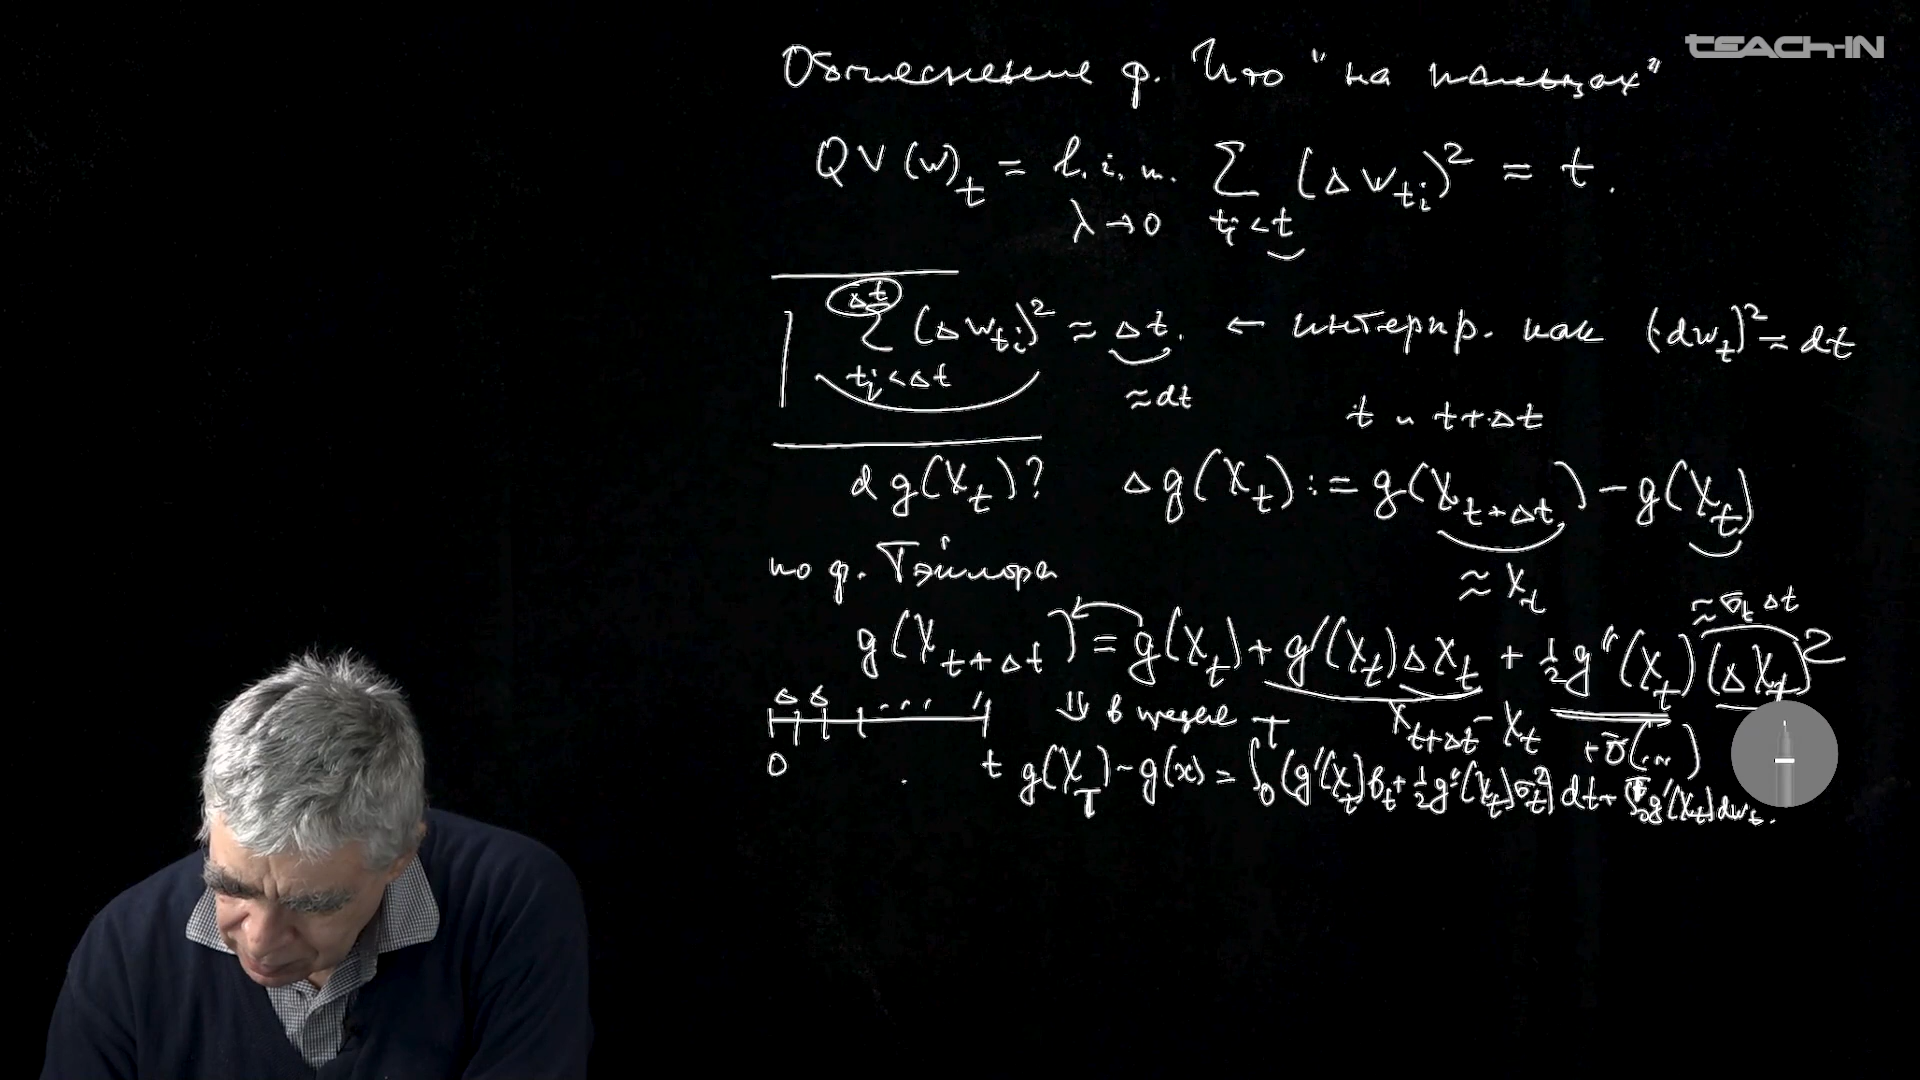 TEACH-IN
Объяснение ф. Ито "на пальцах"
QV(w)_t = l.i.m. Σ (Δw_{t_i})² = t.
λ→0 t_i<t
Δt
Σ (Δw_{t_i})² ≈ Δt. ← интерпр. как (dw_t)² = dt
t_i<Δt ≈dt
t и t+Δt
d g(X_t)? Δg(X_t) := g(X_{t+Δt}) - g(X_t)
по ф. Тэйлора ≈ X_t
≈σ_t Δt
g(X_{t+Δt}) = g(X_t) + g'(X_t)ΔX_t + ½g''(X_t)(ΔX_t)²
Δ Δ ... ⇓ в пределе X_{t+Δt} - X_t + ō(...)
0 t g(X_T) - g(x) = ∫_0^T (g'(X_t)b_t + ½g''(X_t)σ_t²)dt + ∫_0^T g'(X_t)dw_t.